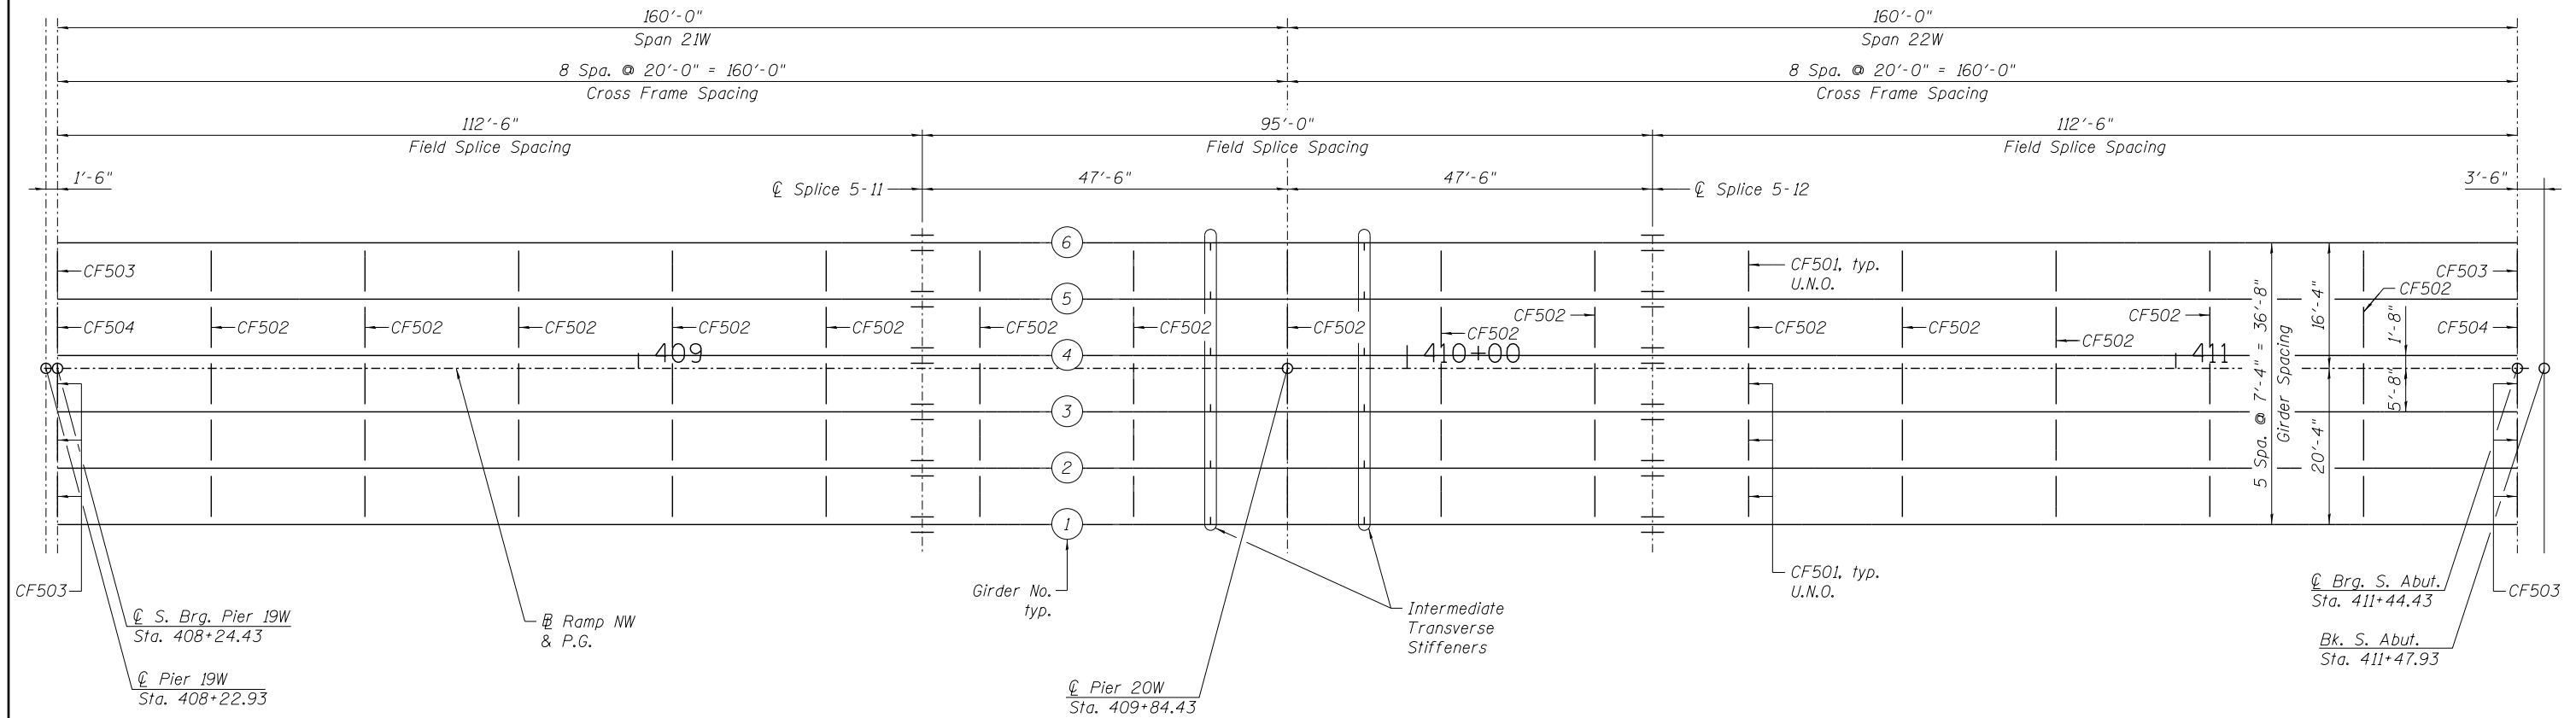 160'-0"
Span 21W
160'-0"
Span 22W
8 Spa. @ 20'-0" = 160'-0"
Cross Frame Spacing
8 Spa. @ 20'-0" = 160'-0"
Cross Frame Spacing
112'-6"
Field Splice Spacing
95'-0"
Field Splice Spacing
112'-6"
Field Splice Spacing
1'-6"
℄ Splice 5-11
47'-6"
47'-6"
℄ Splice 5-12
3'-6"
6
5
4
3
2
1
CF503
CF501, typ.
U.N.O.
CF503
CF502
CF504
CF502
CF502
CF502
CF502
CF502
CF502
CF502
CF502
CF502
CF502
CF502
CF502
CF502
CF502
CF504
409
410+00
411
5 Spa. @ 7'-4" = 36'-8"
Girder Spacing
16'-4"
20'-4"
1'-8"
5'-8"
CF503
℄ S. Brg. Pier 19W
Sta. 408+24.43
℄ Pier 19W
Sta. 408+22.93
Ramp NW
& P.G.
Girder No.
typ.
℄ Pier 20W
Sta. 409+84.43
Intermediate
Transverse
Stiffeners
CF501, typ.
U.N.O.
℄ Brg. S. Abut.
Sta. 411+44.43
CF503
Bk. S. Abut.
Sta. 411+47.93